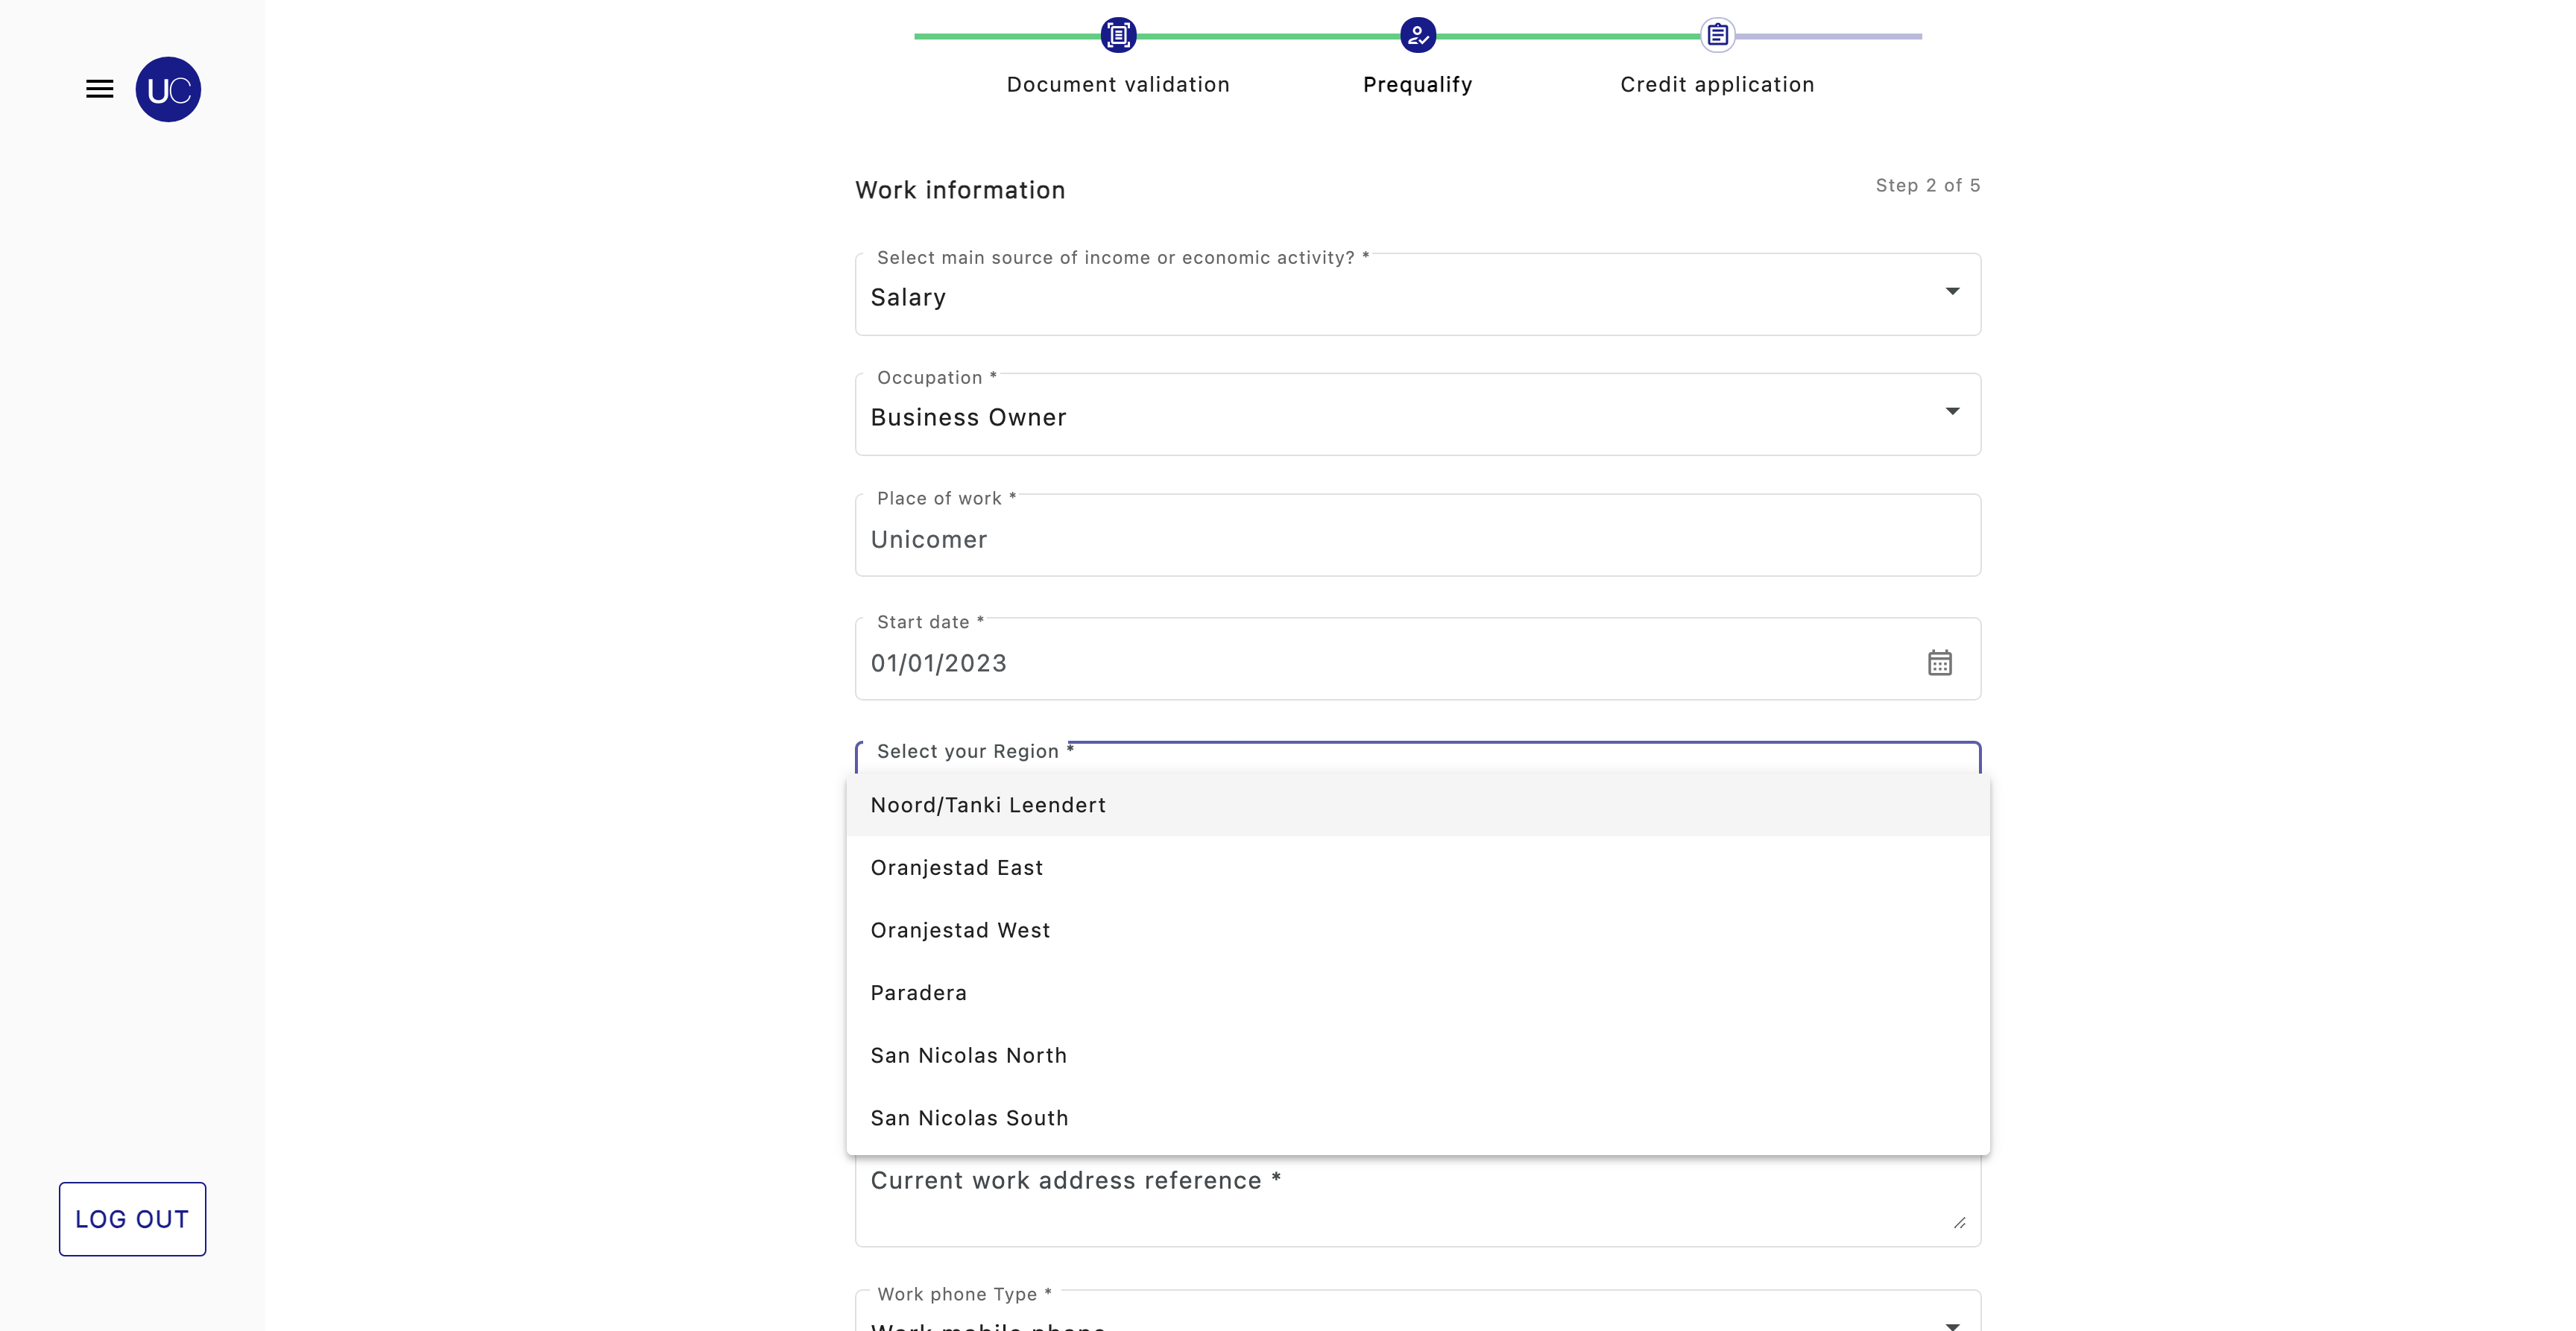 UC
Document validation
Prequalify
Credit application
Work information
Step 2 of 5
Select main source of income or economic activity? *
Salary
Occupation *
Business Owner
Place of work *
Unicomer
Start date *
01/01/2023
Select your Region *
Noord/Tanki Leendert
Oranjestad East
Oranjestad West
Paradera
San Nicolas North
San Nicolas South
Current work address reference *
LOG OUT
Work phone Type *
Work mobile phone